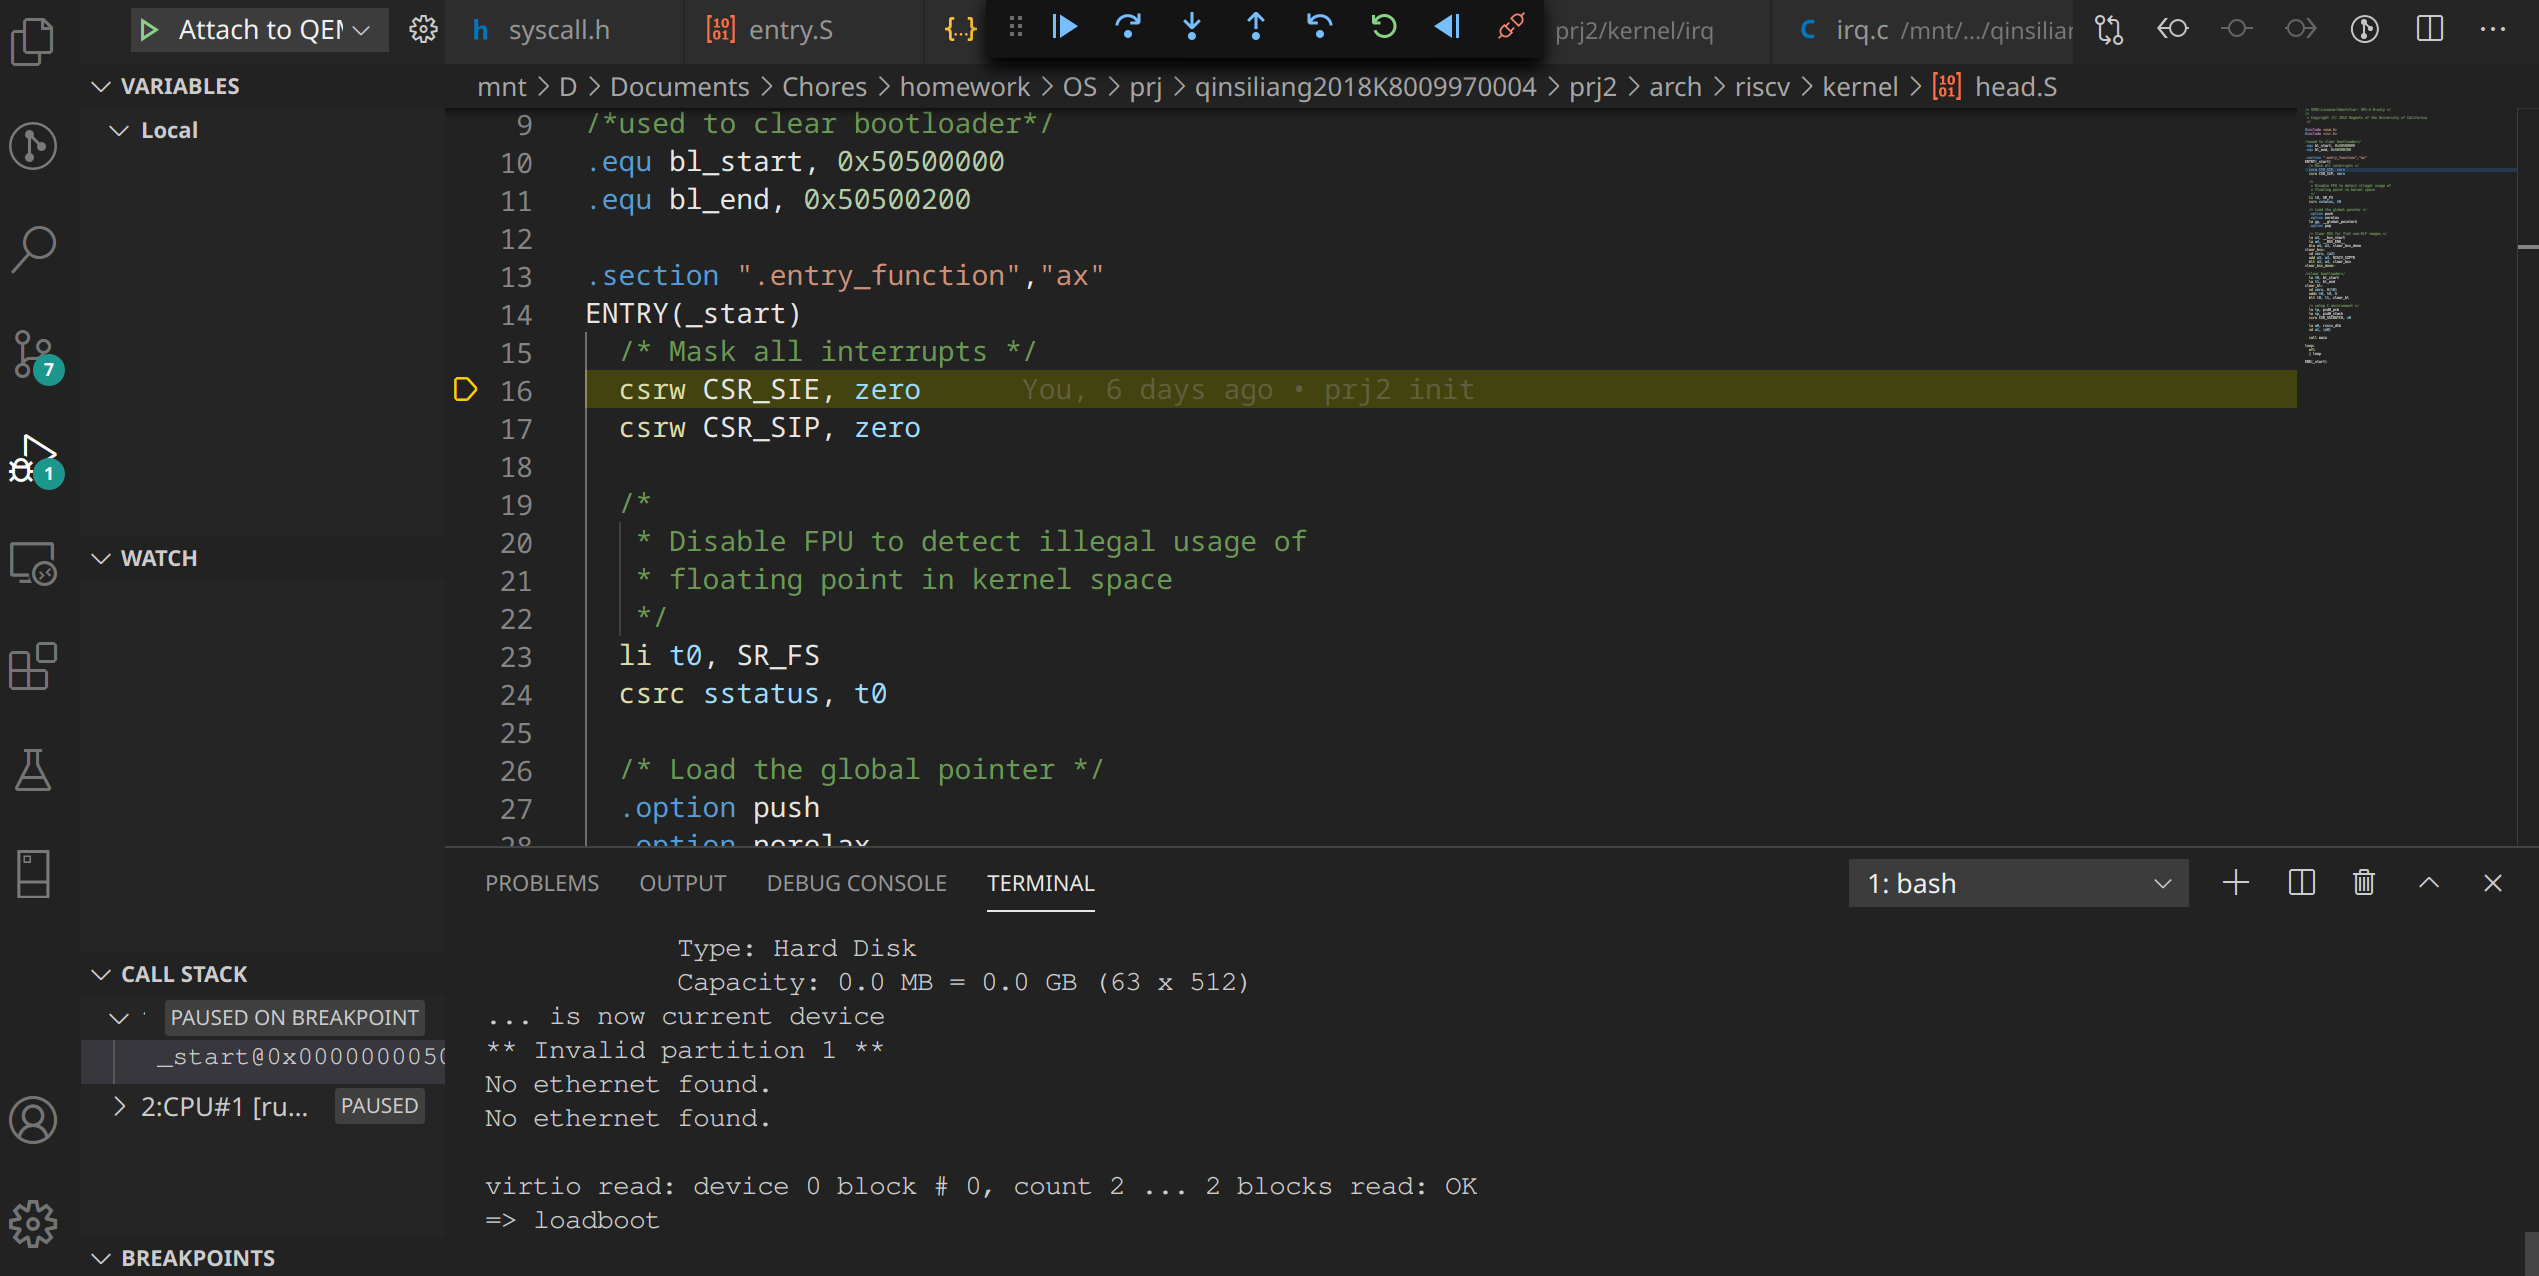 Attach to QE
syscall.h
entry.S
prj2/kernel/irq
irq.c /mnt/.../qinsilia
VARIABLES
Local
WATCH
CALL STACK
PAUSED ON BREAKPOINT
_start@0x000000005
2:CPU#1 [ru... PAUSED
BREAKPOINTS
7
1
mnt > D > Documents > Chores > homework > OS > prj > qinsiliang2018K8009970004 > prj2 > arch > riscv > kernel > head.S
9 /*used to clear bootloader*/
10 .equ bl_start, 0x50500000
11 .equ bl_end, 0x50500200
12
13 .section ".entry_function","ax"
14 ENTRY(_start)
15 /* Mask all interrupts */
16 csrw CSR_SIE, zero You, 6 days ago • prj2 init
17 csrw CSR_SIP, zero
18
19 /*
20 * Disable FPU to detect illegal usage of
21 * floating point in kernel space
22 */
23 li t0, SR_FS
24 csrc sstatus, t0
25
26 /* Load the global pointer */
27 .option push
28 .option norelax
PROBLEMS OUTPUT DEBUG CONSOLE TERMINAL
1: bash
Type: Hard Disk
Capacity: 0.0 MB = 0.0 GB (63 x 512)
... is now current device
** Invalid partition 1 **
No ethernet found.
No ethernet found.
virtio read: device 0 block # 0, count 2 ... 2 blocks read: OK
=> loadboot